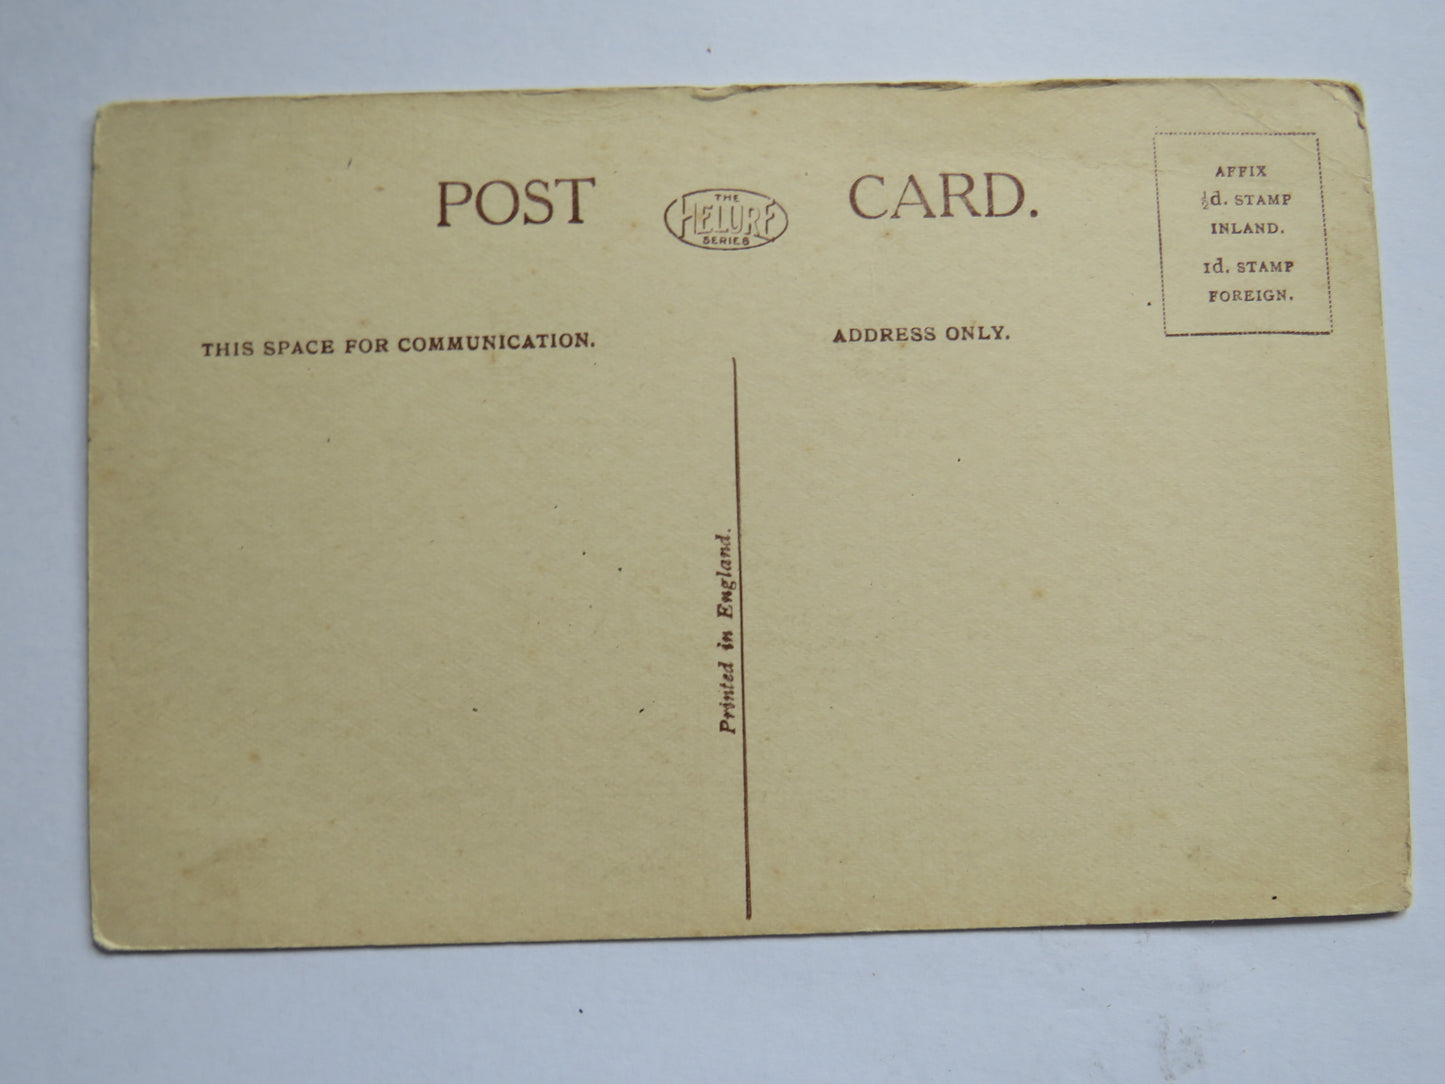 POST CARD.
THE
HELURE
SERIES
AFFIX
½d. STAMP
INLAND.
1d. STAMP
FOREIGN.
THIS SPACE FOR COMMUNICATION.
ADDRESS ONLY.
Printed in England.